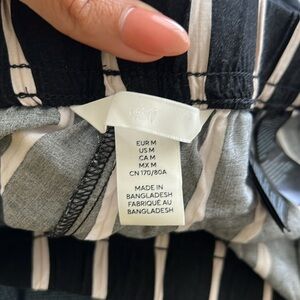 EUR M
US M
CA M
MX M
CN 170/80A
MADE IN
BANGLADESH
FABRIQUÉ AU
BANGLADESH